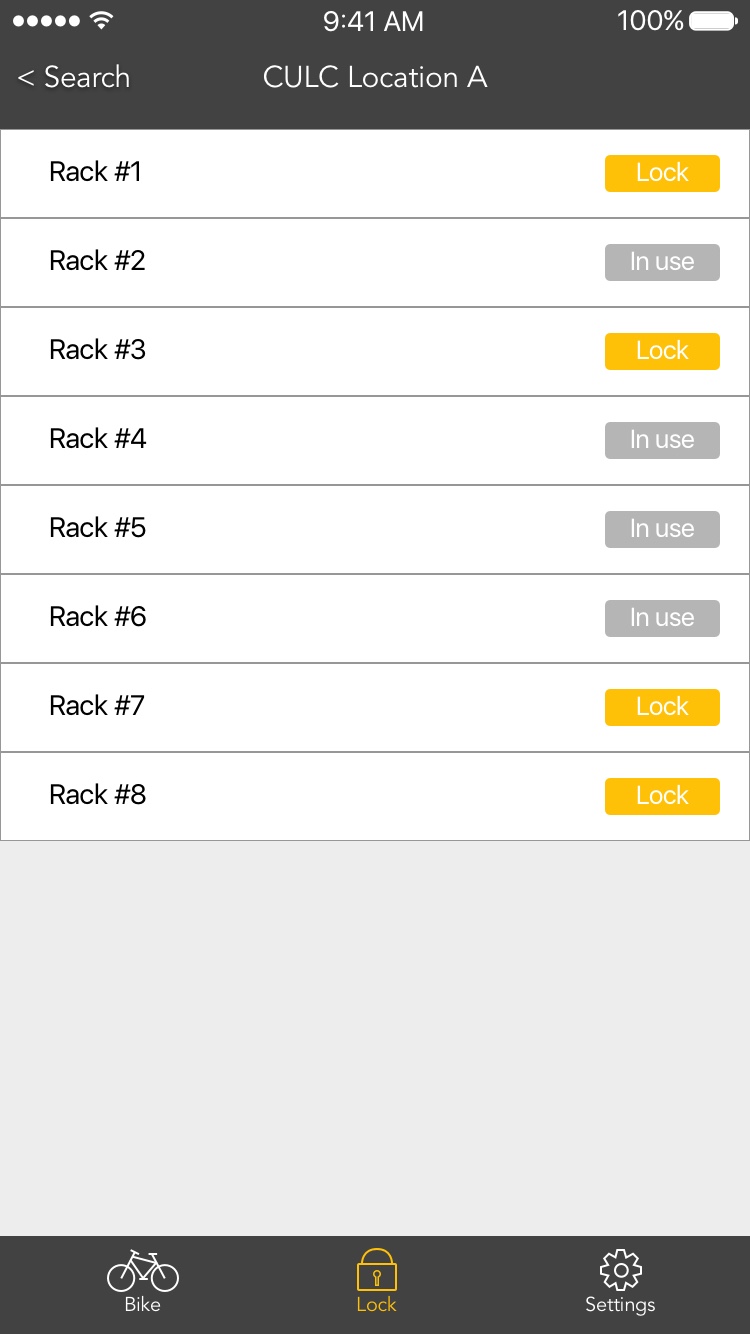 9:41 AM 100%
< Search CULC Location A
Rack #1 Lock
Rack #2 In use
Rack #3 Lock
Rack #4 In use
Rack #5 In use
Rack #6 In use
Rack #7 Lock
Rack #8 Lock
Bike Lock Settings